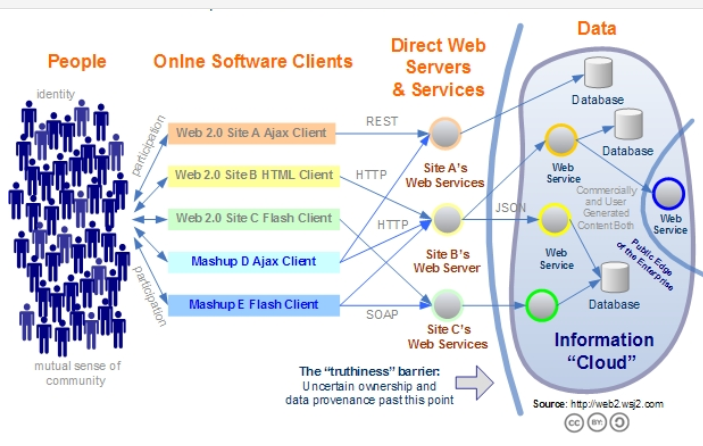 People
Onlne Software Clients
Direct Web
Servers
& Services
Data
identity
participation
participation
mutual sense of
community
Web 2.0 Site A Ajax Client
Web 2.0 Site B HTML Client
Web 2.0 Site C Flash Client
Mashup D Ajax Client
Mashup E Flash Client
REST
HTTP
HTTP
SOAP
JSON
Site A's
Web Services
Site B's
Web Server
Site C's
Web Services
Database
Database
Web
Service
Commercially
and User
Generated
Content Both
Web
Service
Web
Service
Public Edge
of the Enterprise
Database
Information
“Cloud”
The “truthiness” barrier:
Uncertain ownership and
data provenance past this point
Source: http://web2.wsj2.com
cc BY: